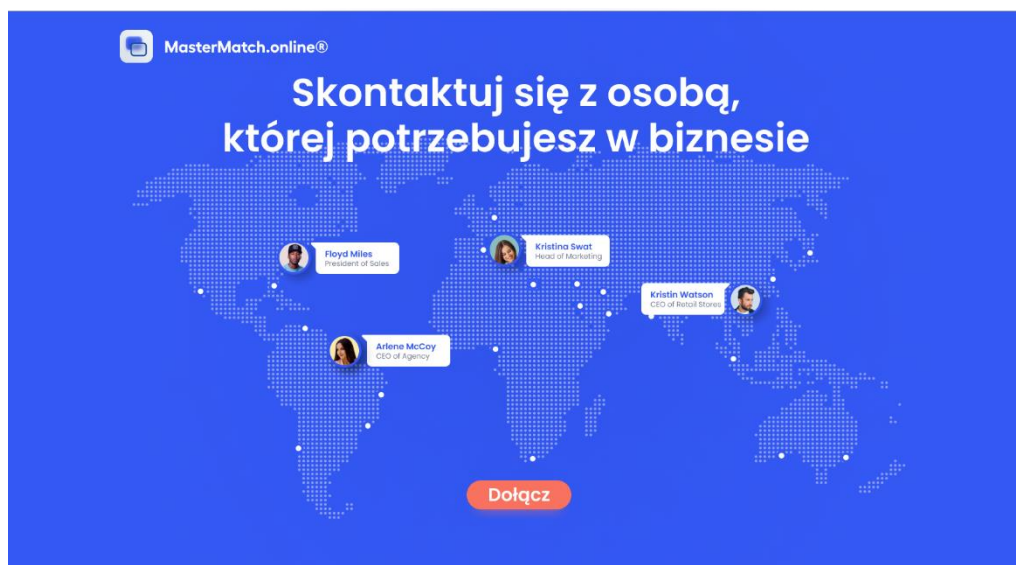 MasterMatch.online®
Skontaktuj się z osobą,
której potrzebujesz w biznesie
Floyd Miles
President of Sales
Kristina Swat
Head of Marketing
Kristin Watson
CEO of Retail Stores
Arlene McCoy
CEO of Agency
Dołącz